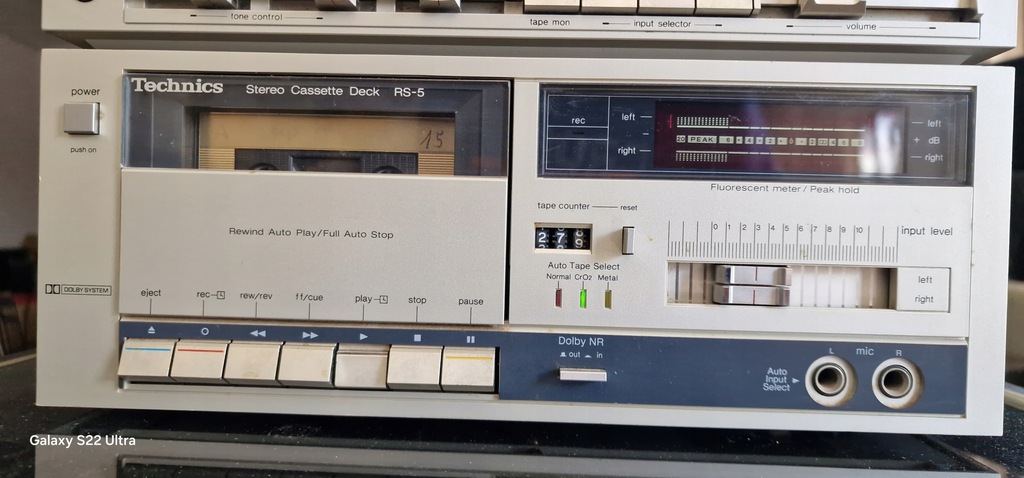 tone control
tape mon
input selector
volume
power
push on
Technics
Stereo Cassette Deck RS-5
15
rec
left
right
PEAK
left
+ dB
right
Fluorescent meter / Peak hold
tape counter
reset
279
Auto Tape Select
Normal CrO2 Metal
0 1 2 3 4 5 6 7 8 9 10
input level
left
right
Rewind Auto Play/Full Auto Stop
DOLBY SYSTEM
eject
rec
rew/rev
ff/cue
play
stop
pause
Dolby NR
out in
Auto
Input
Select
L mic R
Galaxy S22 Ultra